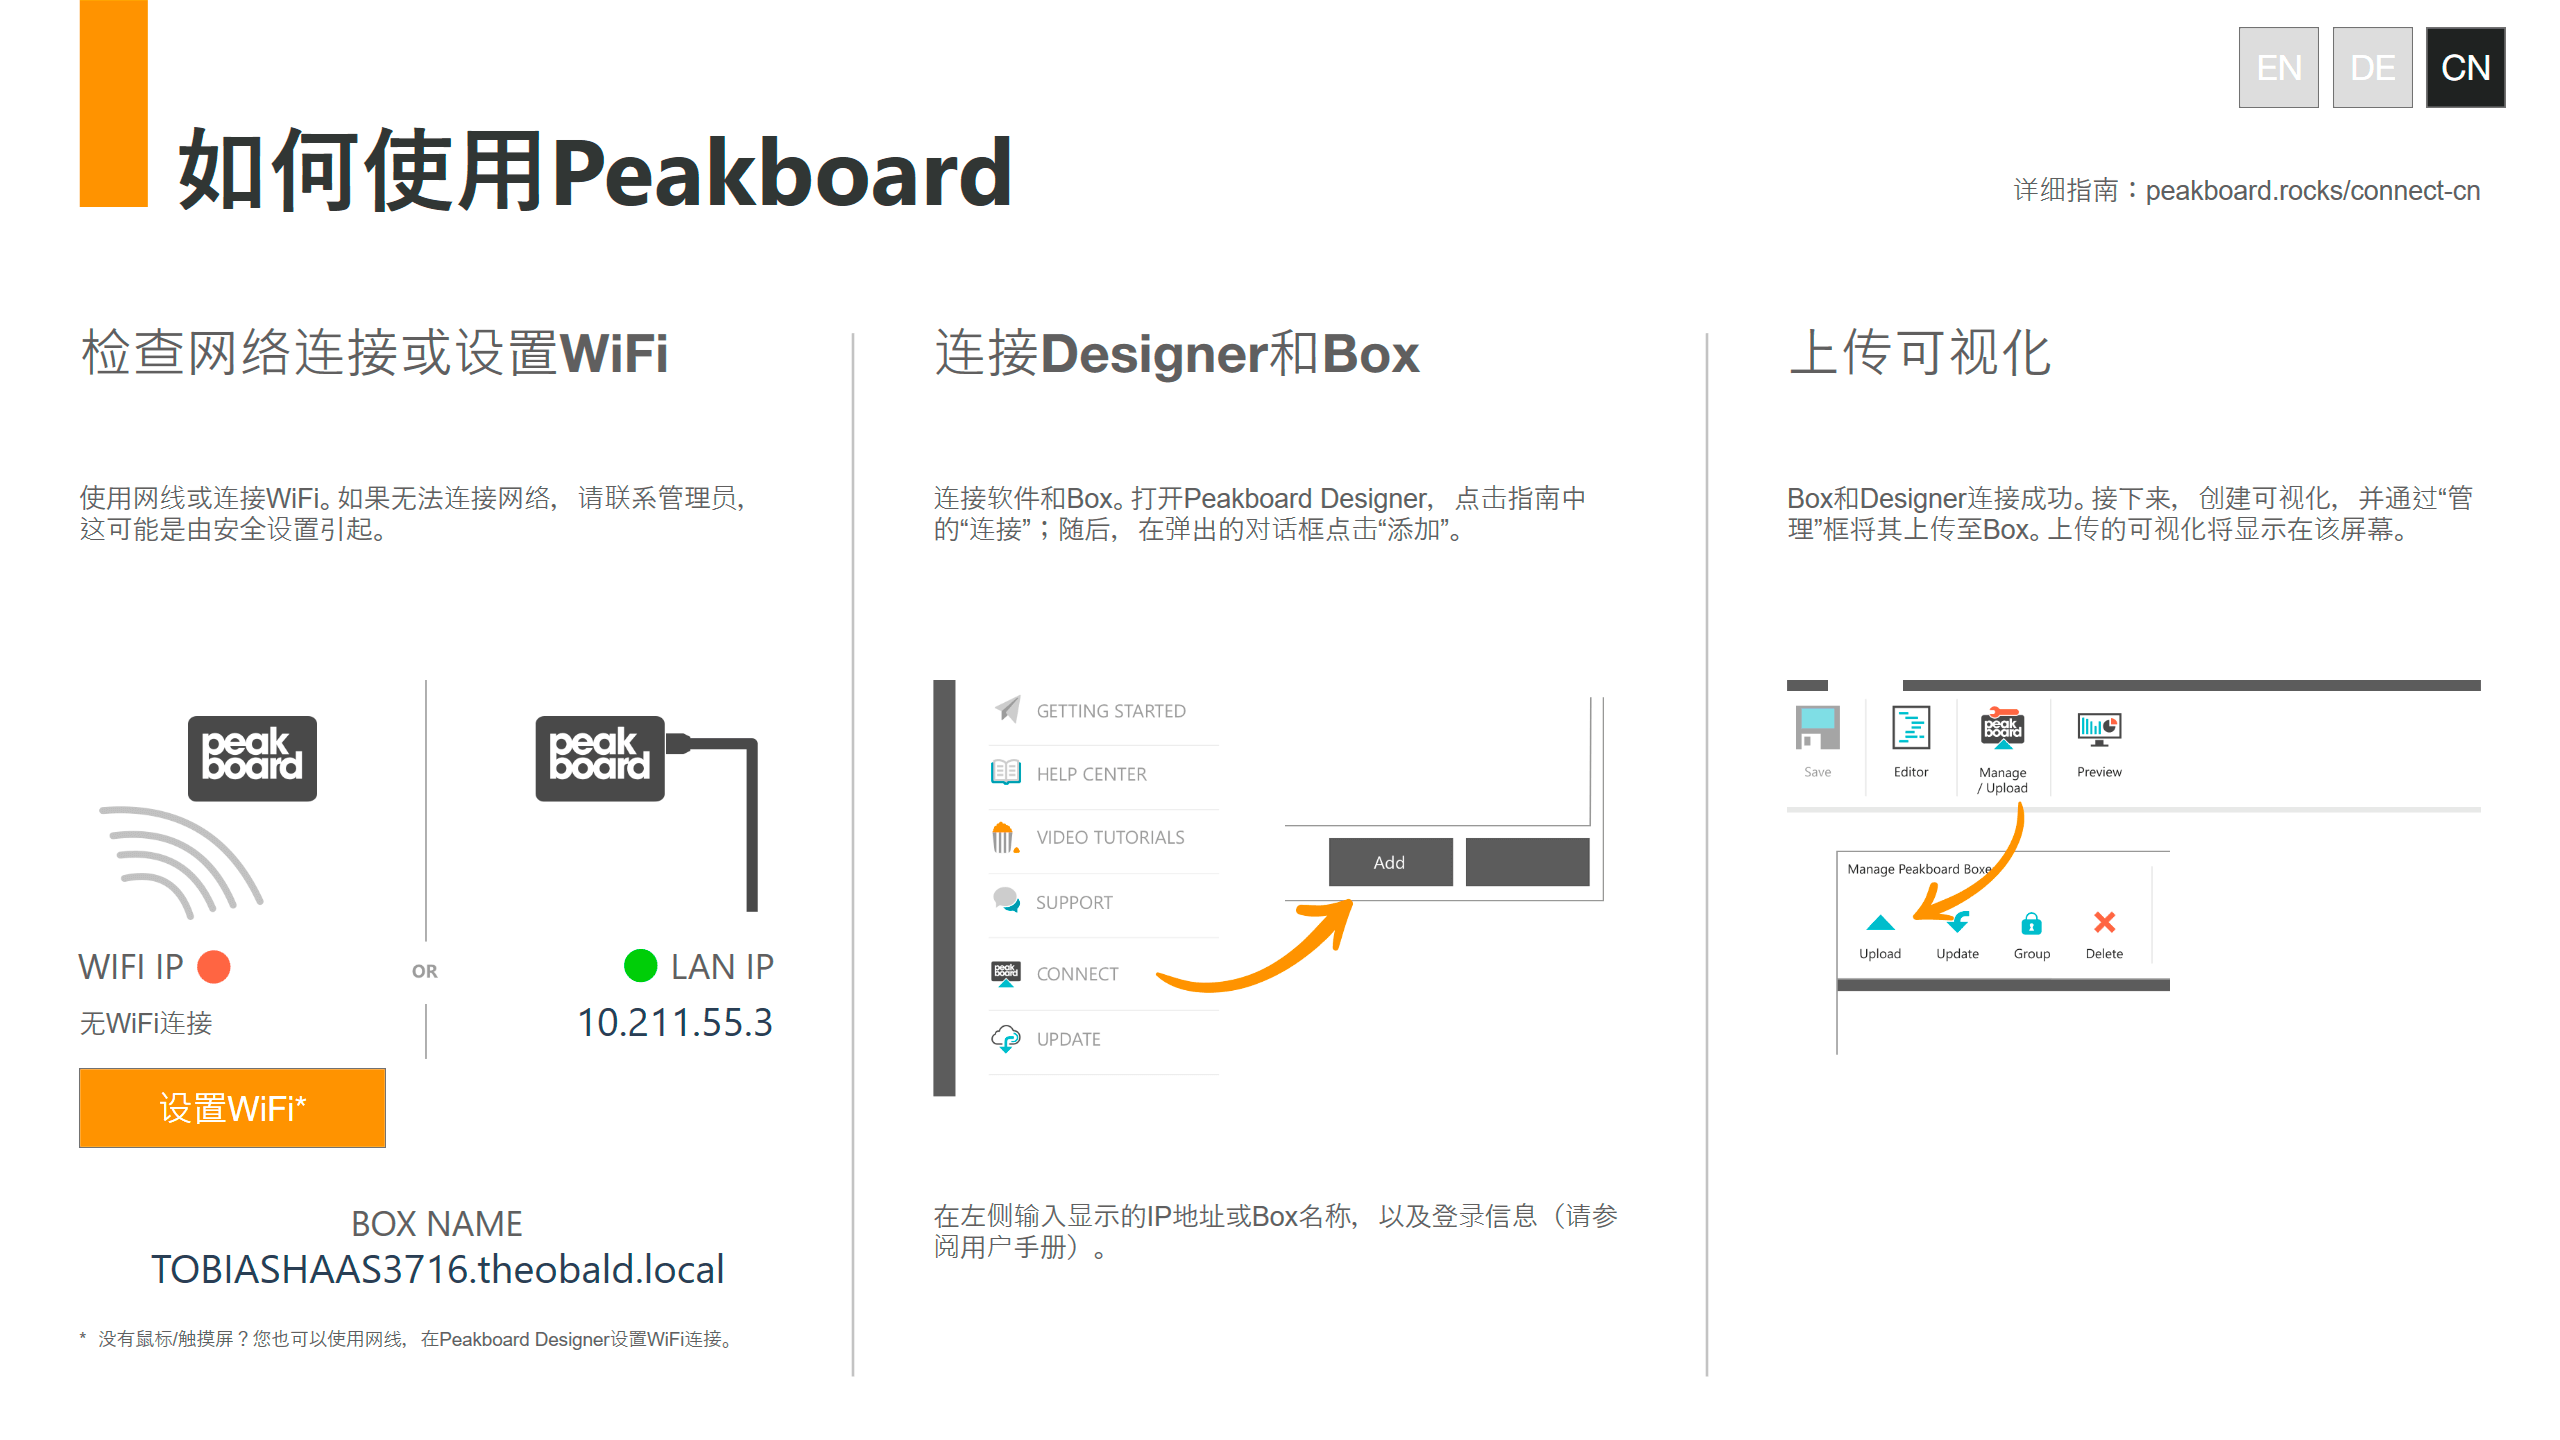 EN DE CN
如何使用Peakboard
详细指南：peakboard.rocks/connect-cn
检查网络连接或设置WiFi
使用网线或连接WiFi。如果无法连接网络，请联系管理员，
这可能是由安全设置引起。
peak
board
peak
board
WIFI IP
OR
LAN IP
无WiFi连接
10.211.55.3
设置WiFi*
BOX NAME
TOBIASHAAS3716.theobald.local
* 没有鼠标/触摸屏？您也可以使用网线，在Peakboard Designer设置WiFi连接。
连接Designer和Box
连接软件和Box。打开Peakboard Designer，点击指南中
的“连接”；随后，在弹出的对话框点击“添加”。
GETTING STARTED
HELP CENTER
VIDEO TUTORIALS
SUPPORT
peak
board
CONNECT
UPDATE
Add
在左侧输入显示的IP地址或Box名称，以及登录信息（请参
阅用户手册）。
上传可视化
Box和Designer连接成功。接下来，创建可视化，并通过“管
理”框将其上传至Box。上传的可视化将显示在该屏幕。
peak
board
Save
Editor
Manage
/ Upload
Preview
Manage Peakboard Boxe
Upload
Update
Group
Delete